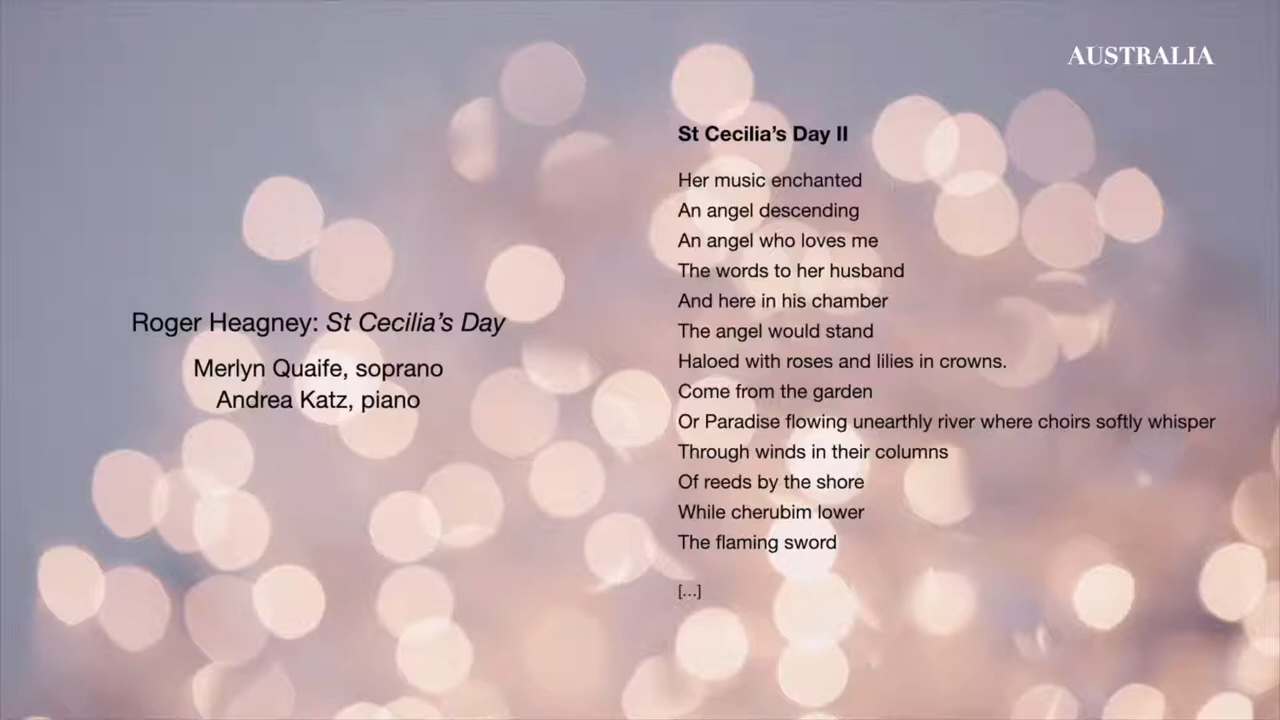 AUSTRALIA
Roger Heagney: St Cecilia’s Day
Merlyn Quaife, soprano
Andrea Katz, piano
St Cecilia’s Day II
Her music enchanted
An angel descending
An angel who loves me
The words to her husband
And here in his chamber
The angel would stand
Haloed with roses and lilies in crowns.
Come from the garden
Or Paradise flowing unearthly river where choirs softly whisper
Through winds in their columns
Of reeds by the shore
While cherubim lower
The flaming sword
[...]